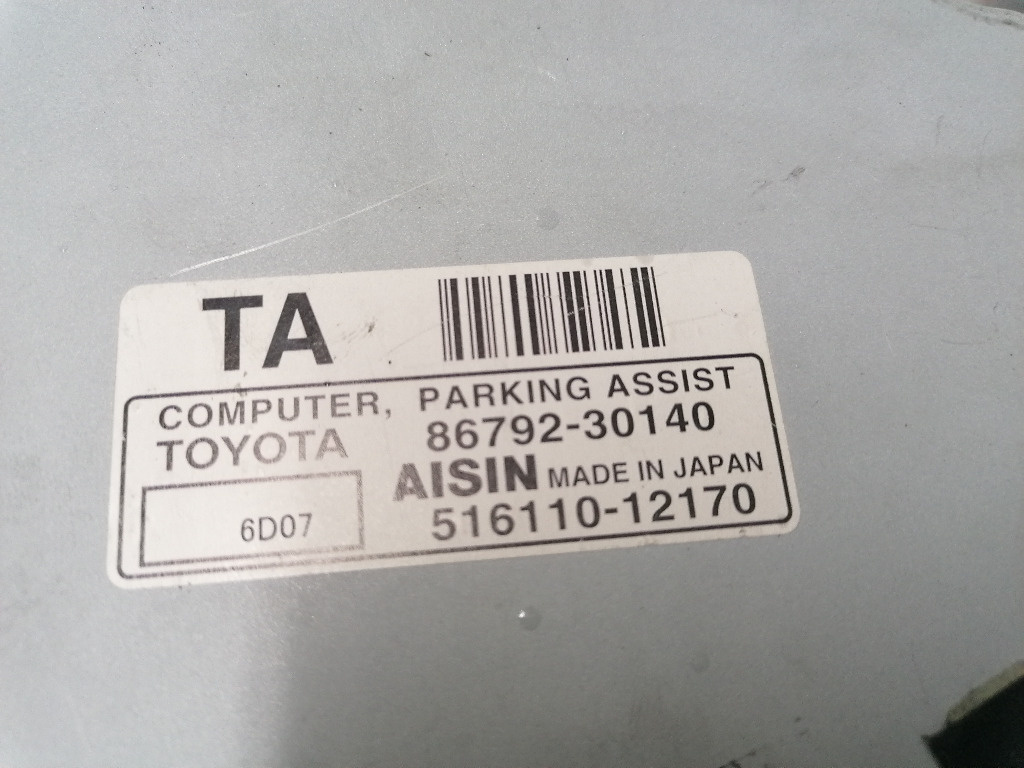 TA
COMPUTER, PARKING ASSIST
TOYOTA 86792-30140
AISIN MADE IN JAPAN
6D07 516110-12170